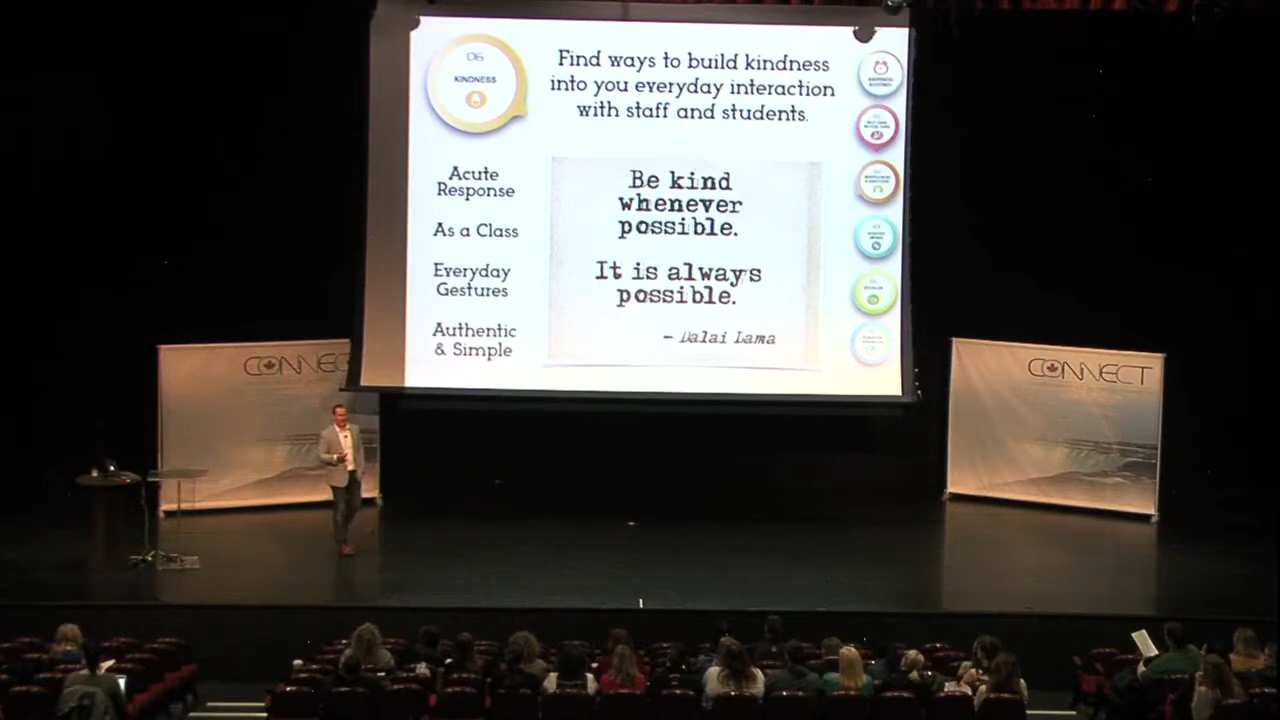 06
KINDNESS
Find ways to build kindness
into you everyday interaction
with staff and students.
Acute
Response
As a Class
Everyday
Gestures
Authentic
& Simple
Be kind
whenever
possible.
It is always
possible.
— Dalai Lama
CONNEC
CONNECT